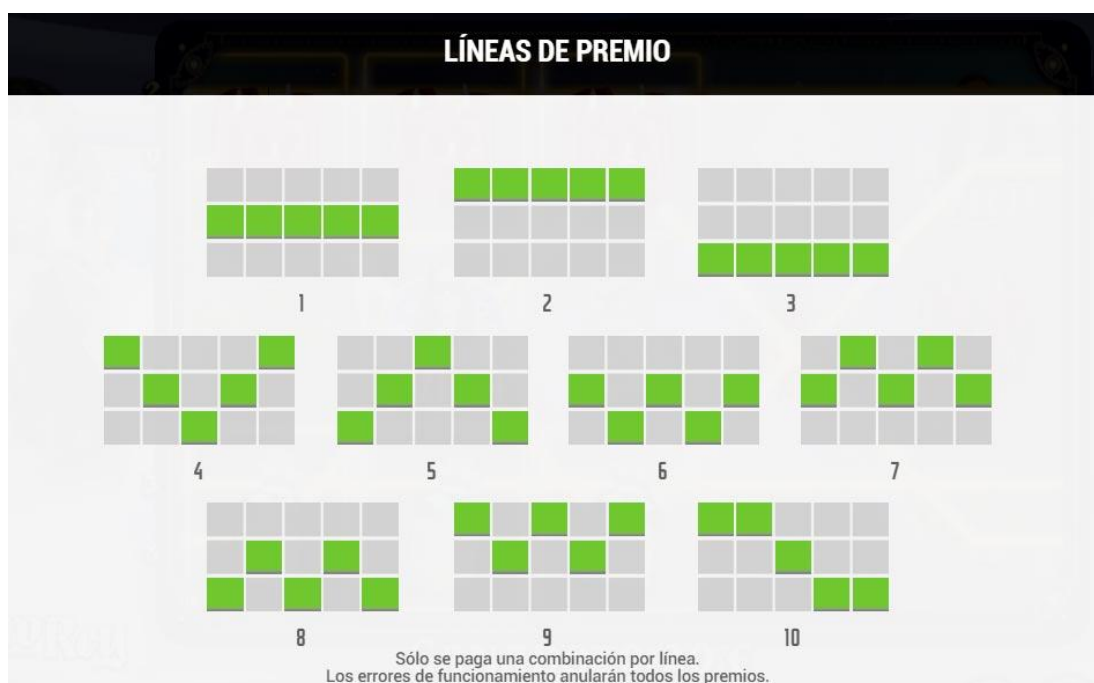 LÍNEAS DE PREMIO
1 2 3
4 5 6 7
8 9 10
Sólo se paga una combinación por línea.
Los errores de funcionamiento anularán todos los premios.